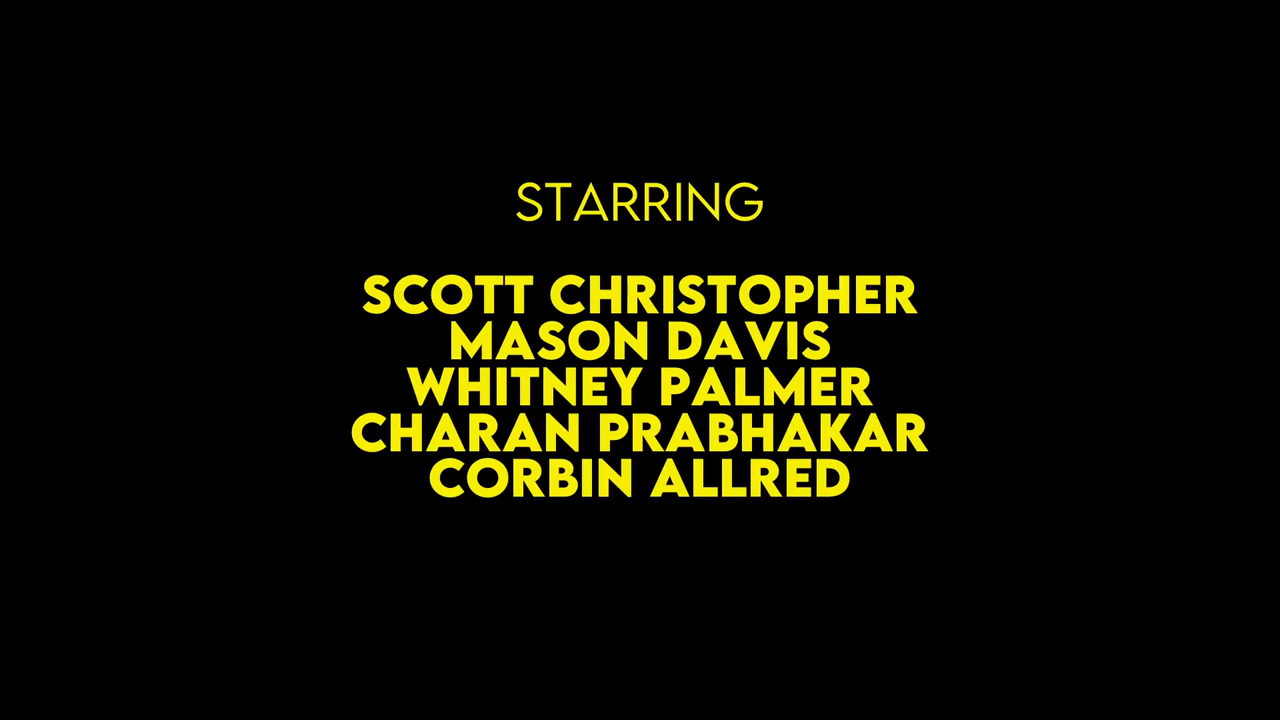 STARRING
SCOTT CHRISTOPHER
MASON DAVIS
WHITNEY PALMER
CHARAN PRABHAKAR
CORBIN ALLRED